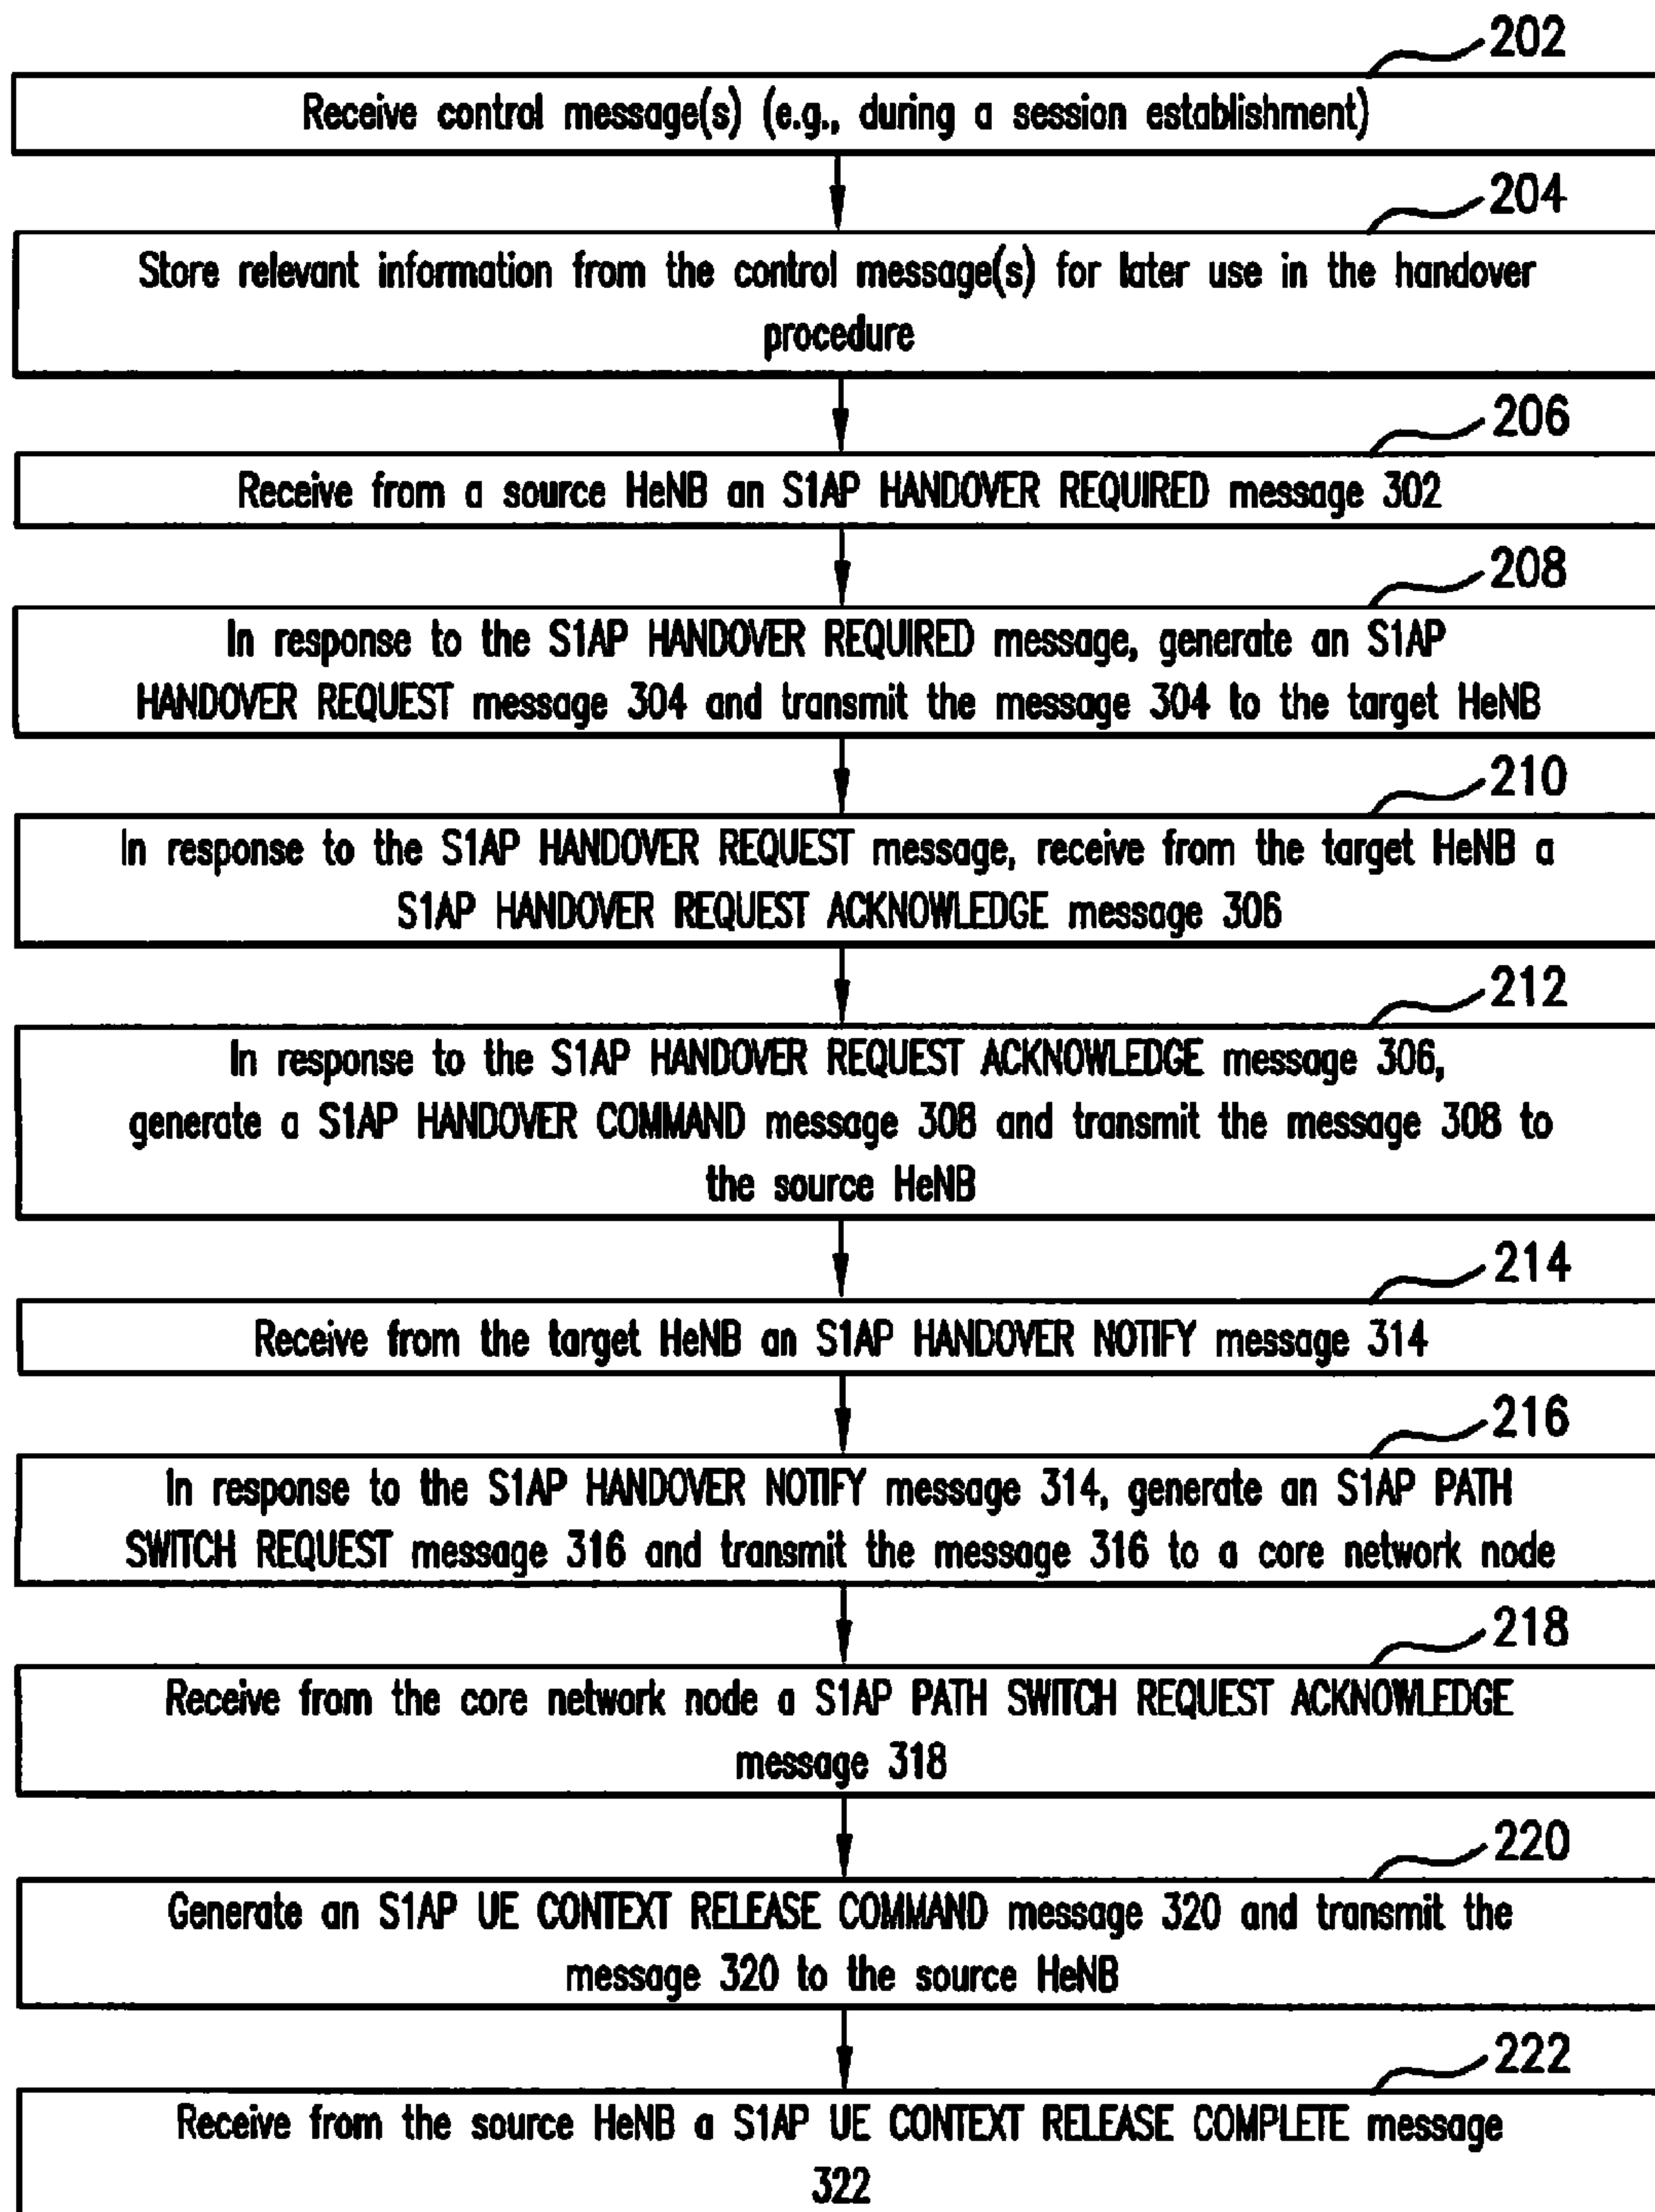 202
Receive control message(s) (e.g., during a session establishment)
204
Store relevant information from the control message(s) for later use in the handover
procedure
206
Receive from a source HeNB an S1AP HANDOVER REQUIRED message 302
208
In response to the S1AP HANDOVER REQUIRED message, generate an S1AP
HANDOVER REQUEST message 304 and transmit the message 304 to the target HeNB
210
In response to the S1AP HANDOVER REQUEST message, receive from the target HeNB a
S1AP HANDOVER REQUEST ACKNOWLEDGE message 306
212
In response to the S1AP HANDOVER REQUEST ACKNOWLEDGE message 306,
generate a S1AP HANDOVER COMMAND message 308 and transmit the message 308 to
the source HeNB
214
Receive from the target HeNB an S1AP HANDOVER NOTIFY message 314
216
In response to the S1AP HANDOVER NOTIFY message 314, generate an S1AP PATH
SWITCH REQUEST message 316 and transmit the message 316 to a core network node
218
Receive from the core network node a S1AP PATH SWITCH REQUEST ACKNOWLEDGE
message 318
220
Generate an S1AP UE CONTEXT RELEASE COMMAND message 320 and transmit the
message 320 to the source HeNB
222
Receive from the source HeNB a S1AP UE CONTEXT RELEASE COMPLETE message
322